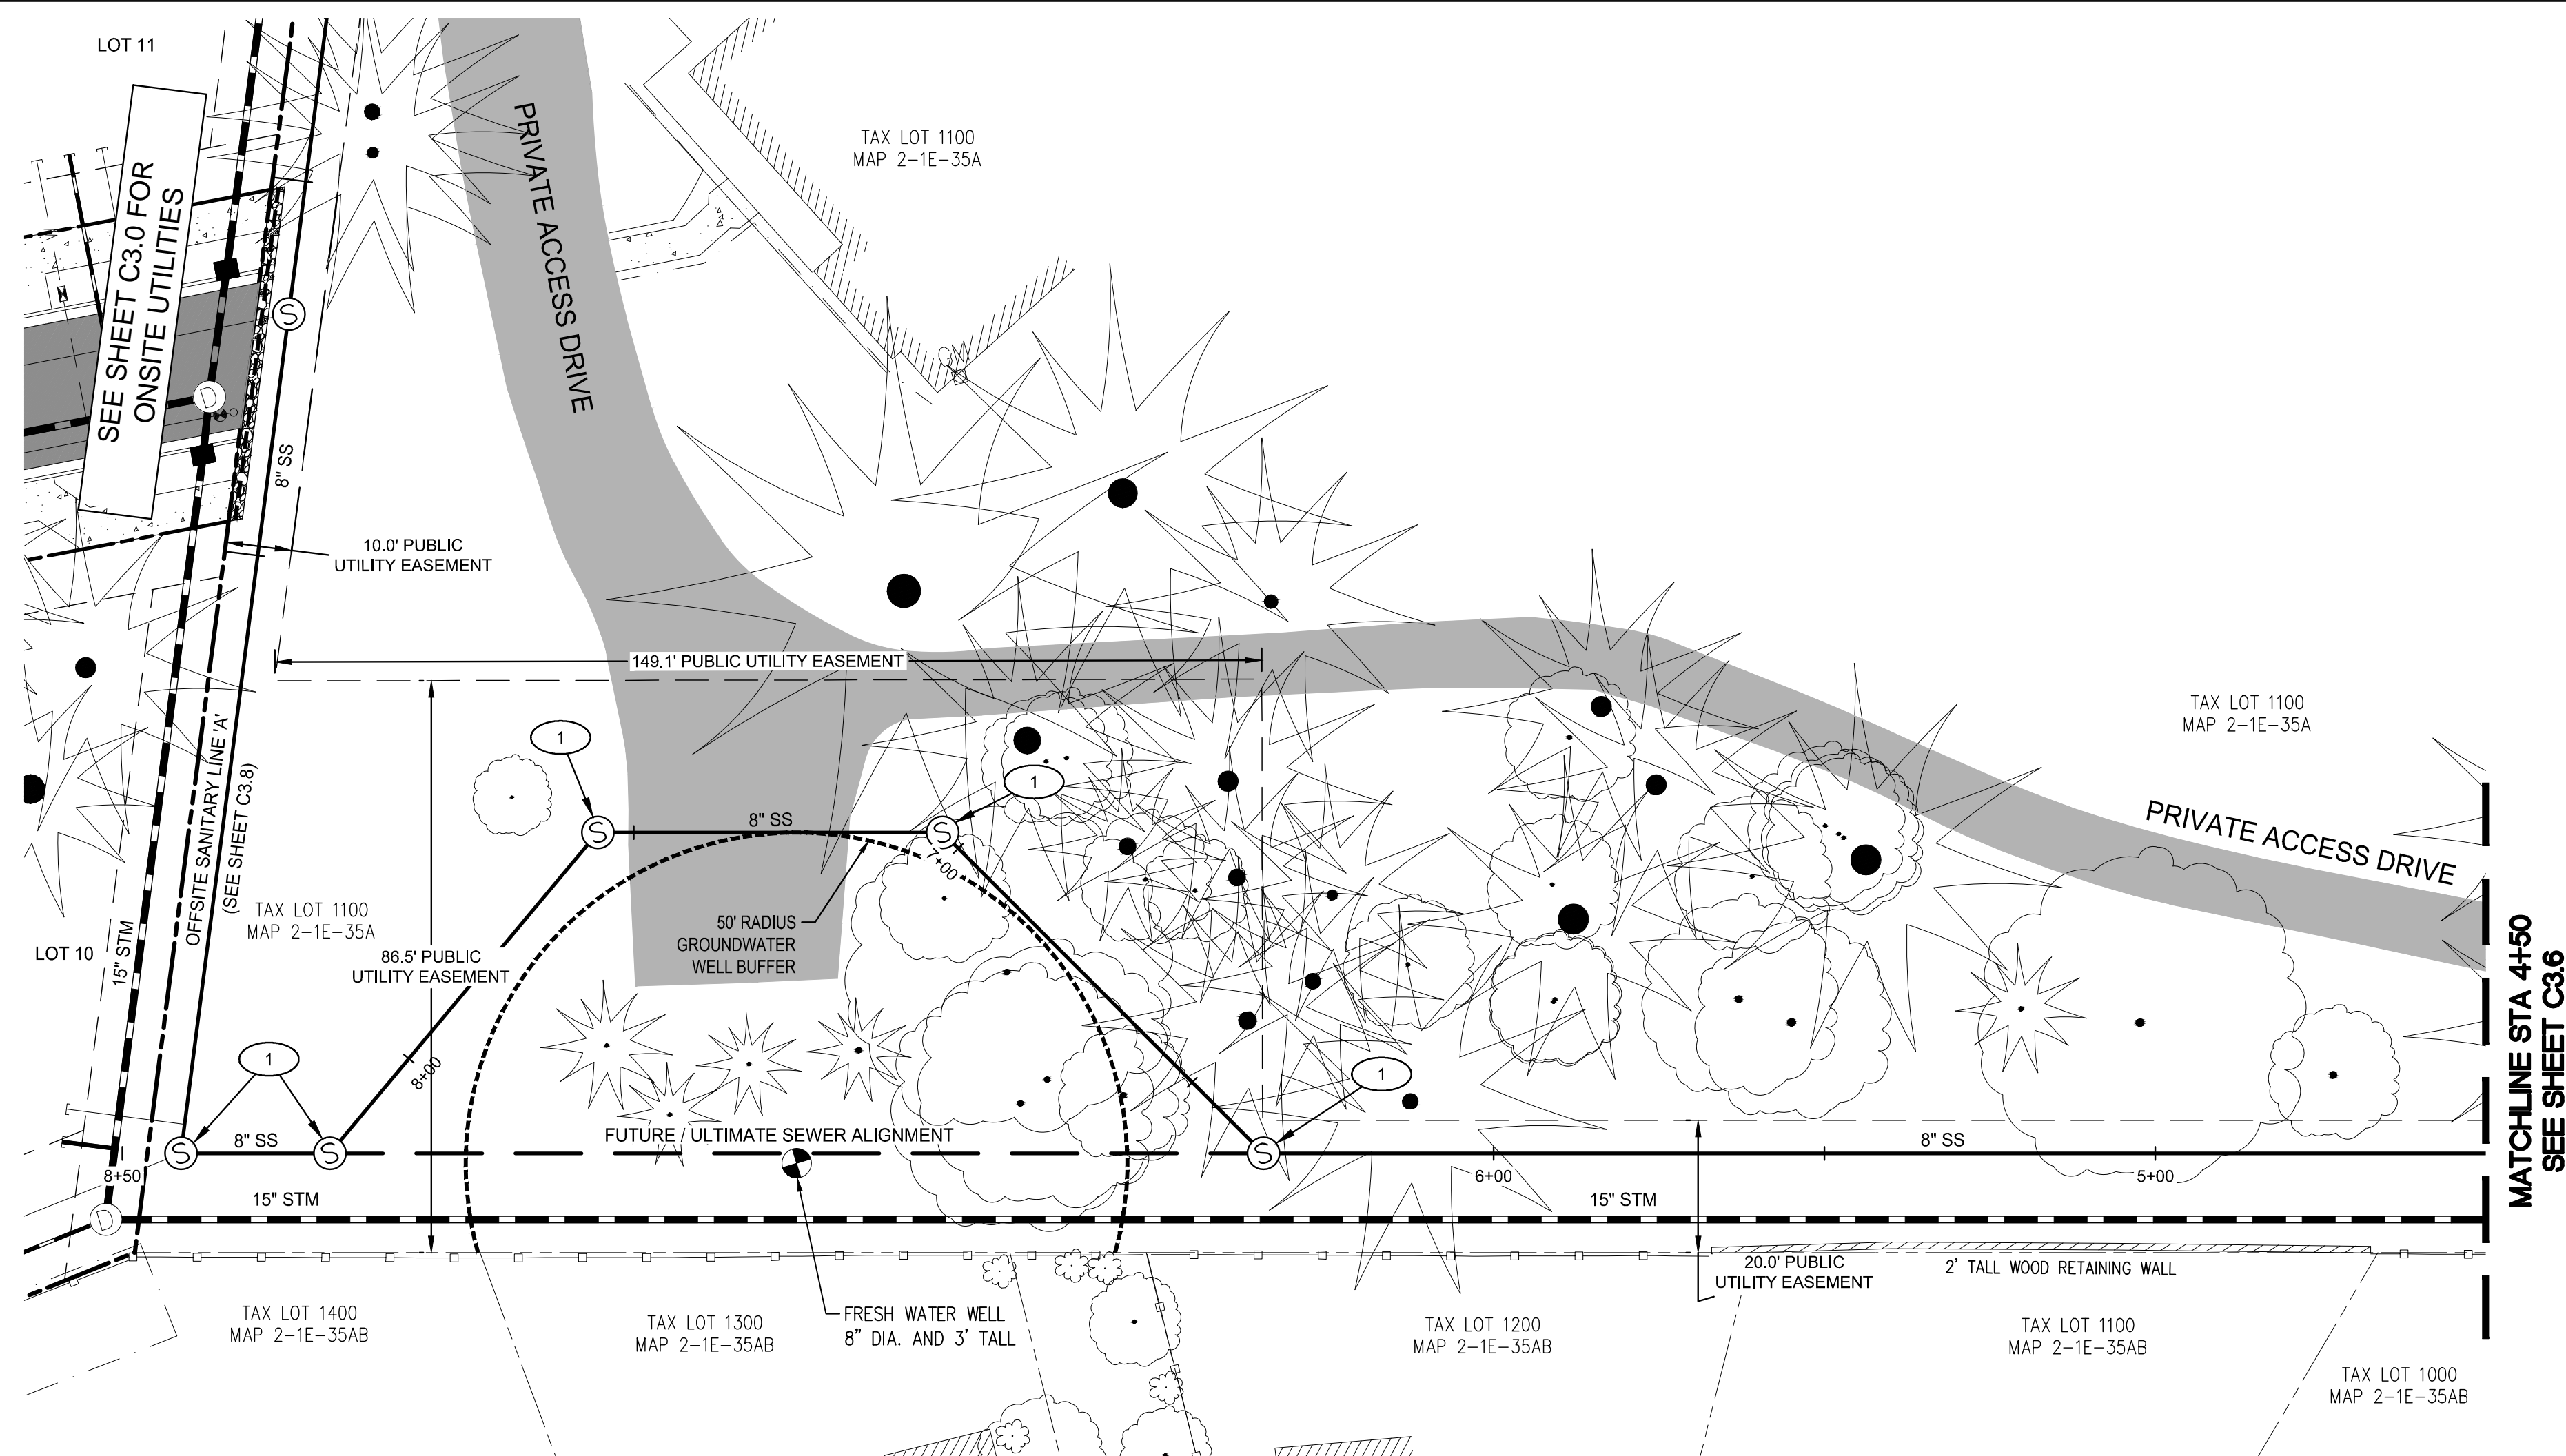 LOT 11
SEE SHEET C3.0 FOR
ONSITE UTILITIES
PRIVATE ACCESS DRIVE
TAX LOT 1100
MAP 2-1E-35A
8" SS
10.0' PUBLIC
UTILITY EASEMENT
149.1' PUBLIC UTILITY EASEMENT
TAX LOT 1100
MAP 2-1E-35A
OFFSITE SANITARY LINE 'A'
(SEE SHEET C3.8)
1
1
S
D
S
8" SS
S
7+00
PRIVATE ACCESS DRIVE
TAX LOT 1100
MAP 2-1E-35A
50' RADIUS
GROUNDWATER
WELL BUFFER
LOT 10
15" STM
86.5' PUBLIC
UTILITY EASEMENT
MATCHLINE STA 4+50
SEE SHEET C3.6
1
8+00
1
S
8" SS
S
FUTURE / ULTIMATE SEWER ALIGNMENT
S
8" SS
8+50
6+00
5+00
D
15" STM
15" STM
20.0' PUBLIC
UTILITY EASEMENT
2' TALL WOOD RETAINING WALL
FRESH WATER WELL
8" DIA. AND 3' TALL
TAX LOT 1400
MAP 2-1E-35AB
TAX LOT 1300
MAP 2-1E-35AB
TAX LOT 1200
MAP 2-1E-35AB
TAX LOT 1100
MAP 2-1E-35AB
TAX LOT 1000
MAP 2-1E-35AB